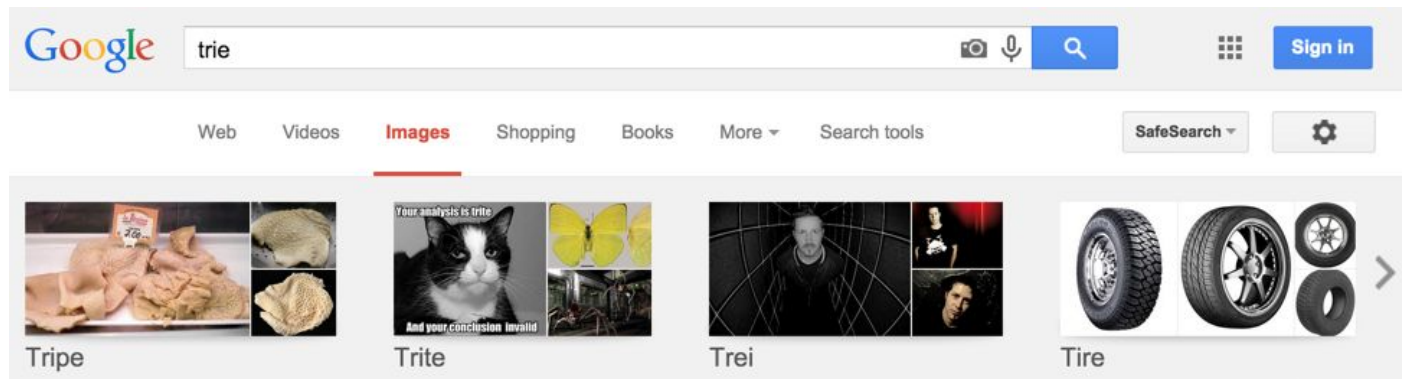 Google
trie
Sign in
Web Videos Images Shopping Books More Search tools
SafeSearch
Your analysis is trite
And your conclusion invalid
Tripe Trite Trei Tire